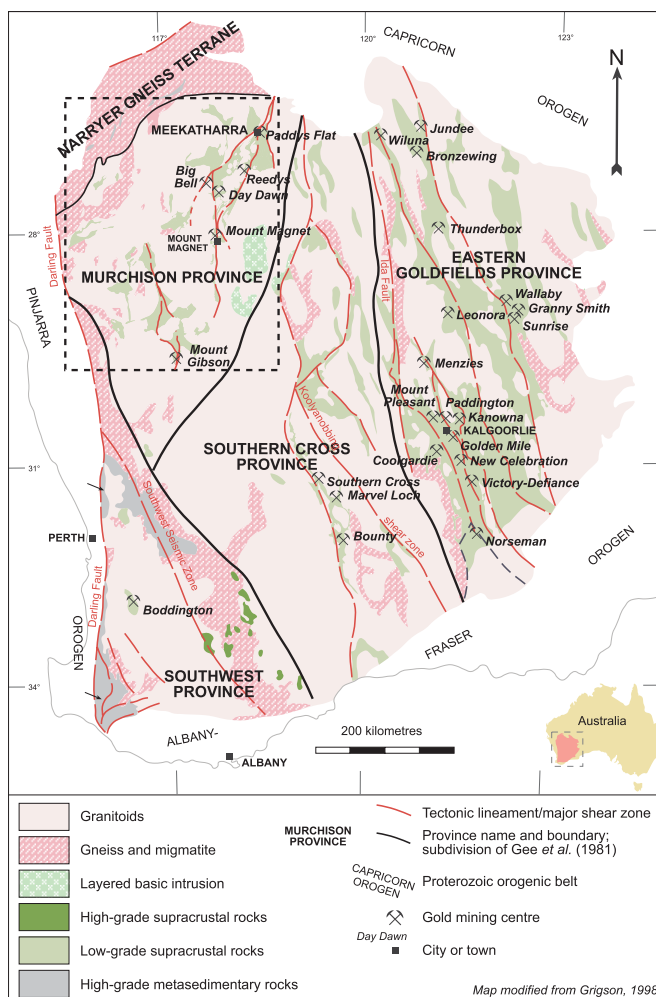 117°
120°
123°
CAPRICORN
OROGEN
N
NARRYER GNEISS TERRANE
MEEKATHARRA
Paddys Flat
Jundee
Wiluna
Bronzewing
Big
Bell
Reedys
Day Dawn
28°
Mount Magnet
MOUNT
MAGNET
Thunderbox
Darling Fault
MURCHISON PROVINCE
Ida Fault
EASTERN
GOLDFIELDS PROVINCE
PINJARRA
Wallaby
Granny Smith
Leonora
Sunrise
Mount
Gibson
Menzies
Koolyanobbing
Mount
Pleasant
Paddington
Kanowna
KALGOORLIE
SOUTHERN CROSS
PROVINCE
Golden Mile
Coolgardie
New Celebration
31°
Southern Cross
Victory-Defiance
Marvel Loch
Southwest Seismic Zone
shear zone
PERTH
Bounty
Norseman
OROGEN
Darling Fault
Boddington
OROGEN
FRASER
SOUTHWEST
PROVINCE
34°
ALBANY-
200 kilometres
Australia
ALBANY
Granitoids
Gneiss and migmatite
Layered basic intrusion
High-grade supracrustal rocks
Low-grade supracrustal rocks
High-grade metasedimentary rocks
Tectonic lineament/major shear zone
MURCHISON
PROVINCE
Province name and boundary;
subdivision of Gee et al. (1981)
CAPRICORN
OROGEN
Proterozoic orogenic belt
Gold mining centre
Day Dawn
City or town
Map modified from Grigson, 1998